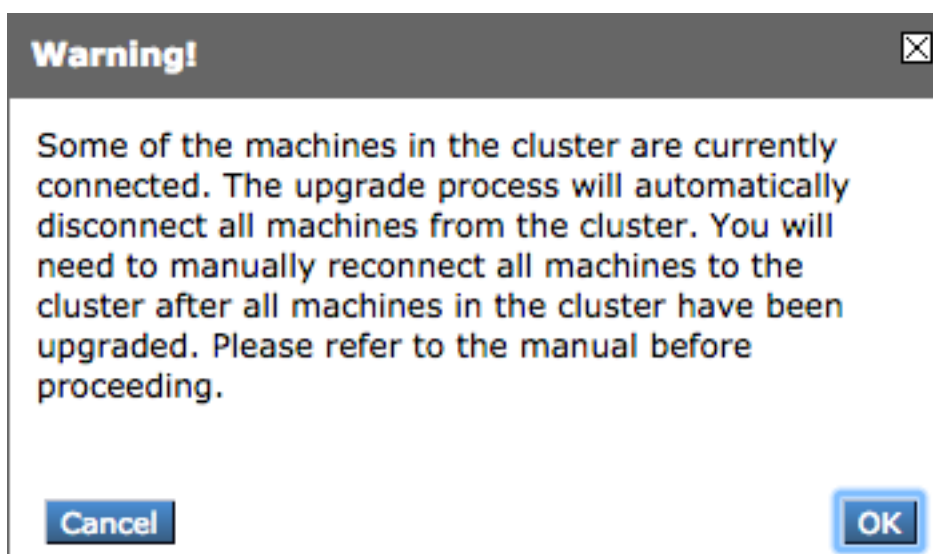 Warning!
Some of the machines in the cluster are currently
connected. The upgrade process will automatically
disconnect all machines from the cluster. You will
need to manually reconnect all machines to the
cluster after all machines in the cluster have been
upgraded. Please refer to the manual before
proceeding.
Cancel
OK